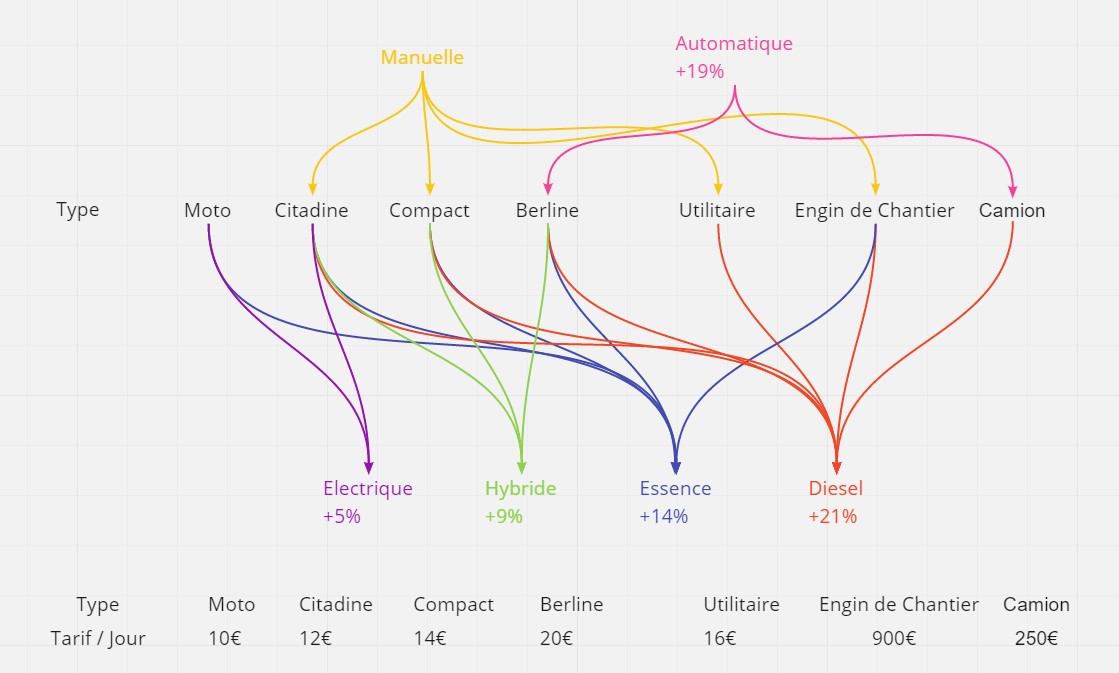 Manuelle
Automatique
+19%
Type Moto Citadine Compact Berline Utilitaire Engin de Chantier Camion
Electrique Hybride Essence Diesel
+5% +9% +14% +21%
Type Moto Citadine Compact Berline Utilitaire Engin de Chantier Camion
Tarif / Jour 10€ 12€ 14€ 20€ 16€ 900€ 250€